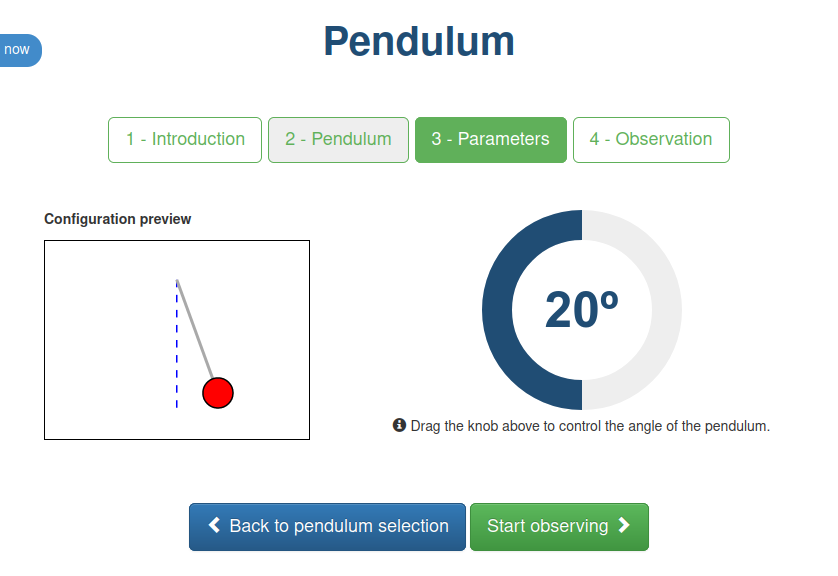 Pendulum
now
1 - Introduction
2 - Pendulum
3 - Parameters
4 - Observation
Configuration preview
20º
Drag the knob above to control the angle of the pendulum.
Back to pendulum selection
Start observing